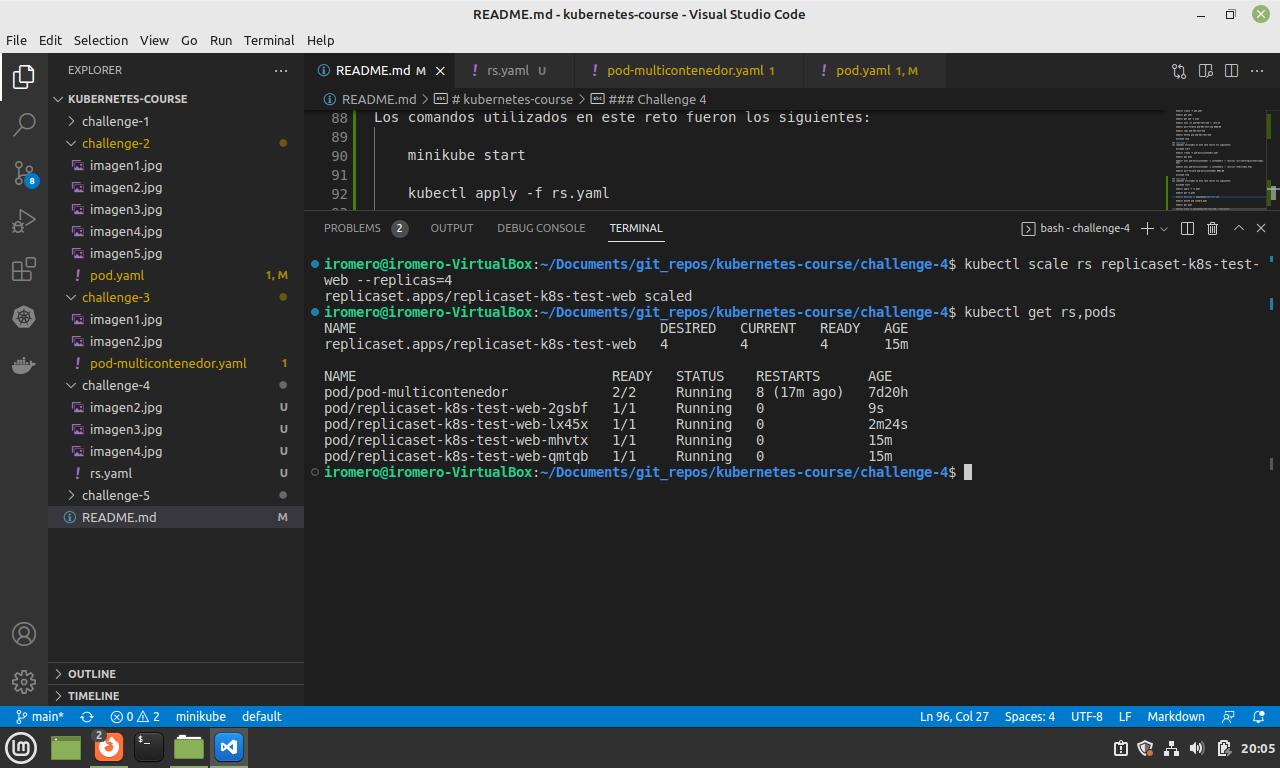 README.md - kubernetes-course - Visual Studio Code
File Edit Selection View Go Run Terminal Help
EXPLORER
KUBERNETES-COURSE
challenge-1
challenge-2
imagen1.jpg
imagen2.jpg
imagen3.jpg
imagen4.jpg
imagen5.jpg
pod.yaml 1, M
challenge-3
imagen1.jpg
imagen2.jpg
pod-multicontenedor.yaml 1
challenge-4
imagen2.jpg U
imagen3.jpg U
imagen4.jpg U
rs.yaml U
challenge-5
README.md M
OUTLINE
TIMELINE
8
README.md M rs.yaml U pod-multicontenedor.yaml 1 pod.yaml 1, M
README.md > # kubernetes-course > ### Challenge 4
88 Los comandos utilizados en este reto fueron los siguientes:
89
90 minikube start
91
92 kubectl apply -f rs.yaml
PROBLEMS 2 OUTPUT DEBUG CONSOLE TERMINAL bash - challenge-4
iromero@iromero-VirtualBox:~/Documents/git_repos/kubernetes-course/challenge-4$ kubectl scale rs replicaset-k8s-test-
web --replicas=4
replicaset.apps/replicaset-k8s-test-web scaled
iromero@iromero-VirtualBox:~/Documents/git_repos/kubernetes-course/challenge-4$ kubectl get rs,pods
NAME DESIRED CURRENT READY AGE
replicaset.apps/replicaset-k8s-test-web 4 4 4 15m
NAME READY STATUS RESTARTS AGE
pod/pod-multicontenedor 2/2 Running 8 (17m ago) 7d20h
pod/replicaset-k8s-test-web-2gsbf 1/1 Running 0 9s
pod/replicaset-k8s-test-web-lx45x 1/1 Running 0 2m24s
pod/replicaset-k8s-test-web-mhvtx 1/1 Running 0 15m
pod/replicaset-k8s-test-web-qmtqb 1/1 Running 0 15m
iromero@iromero-VirtualBox:~/Documents/git_repos/kubernetes-course/challenge-4$
main* 0 2 minikube default Ln 96, Col 27 Spaces: 4 UTF-8 LF Markdown
2 20:05